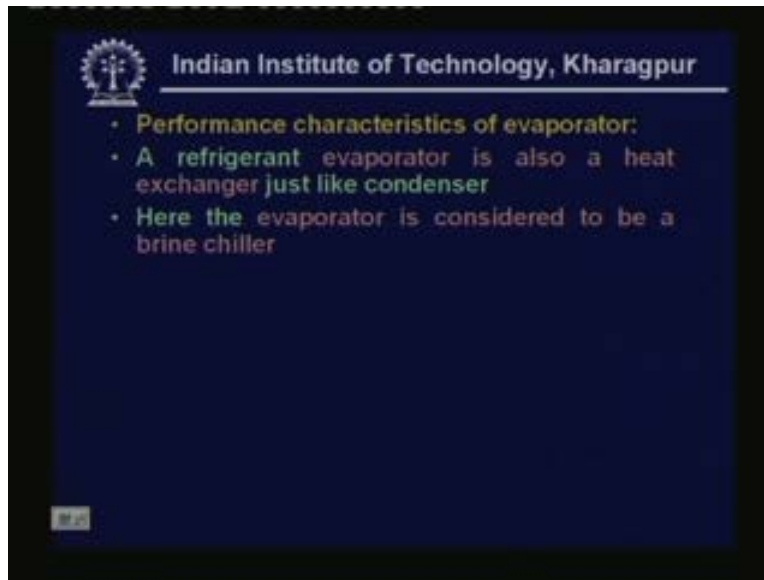 Indian Institute of Technology, Kharagpur
• Performance characteristics of evaporator:
• A refrigerant evaporator is also a heat
exchanger just like condenser
• Here the evaporator is considered to be a
brine chiller